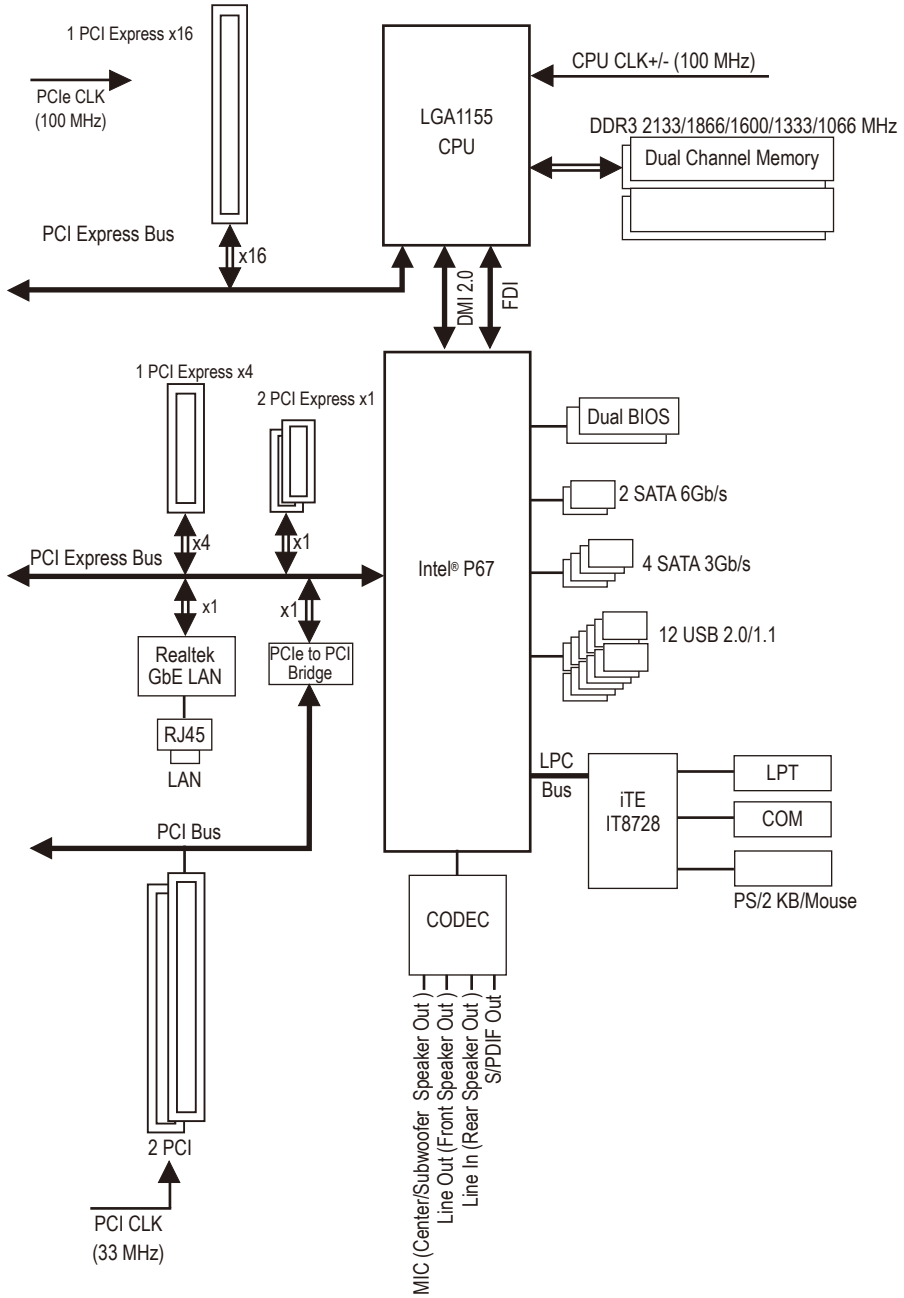 1 PCI Express x16
PCIe CLK
(100 MHz)
LGA1155
CPU
CPU CLK+/- (100 MHz)
DDR3 2133/1866/1600/1333/1066 MHz
Dual Channel Memory
PCI Express Bus
x16
DMI 2.0
FDI
1 PCI Express x4
2 PCI Express x1
Dual BIOS
2 SATA 6Gb/s
x4
x1
PCI Express Bus
Intel® P67
4 SATA 3Gb/s
x1
x1
12 USB 2.0/1.1
Realtek
GbE LAN
PCIe to PCI
Bridge
RJ45
LAN
LPC
Bus
iTE
IT8728
LPT
COM
PS/2 KB/Mouse
PCI Bus
CODEC
MIC (Center/Subwoofer Speaker Out )
Line Out (Front Speaker Out )
Line In (Rear Speaker Out )
S/PDIF Out
2 PCI
PCI CLK
(33 MHz)